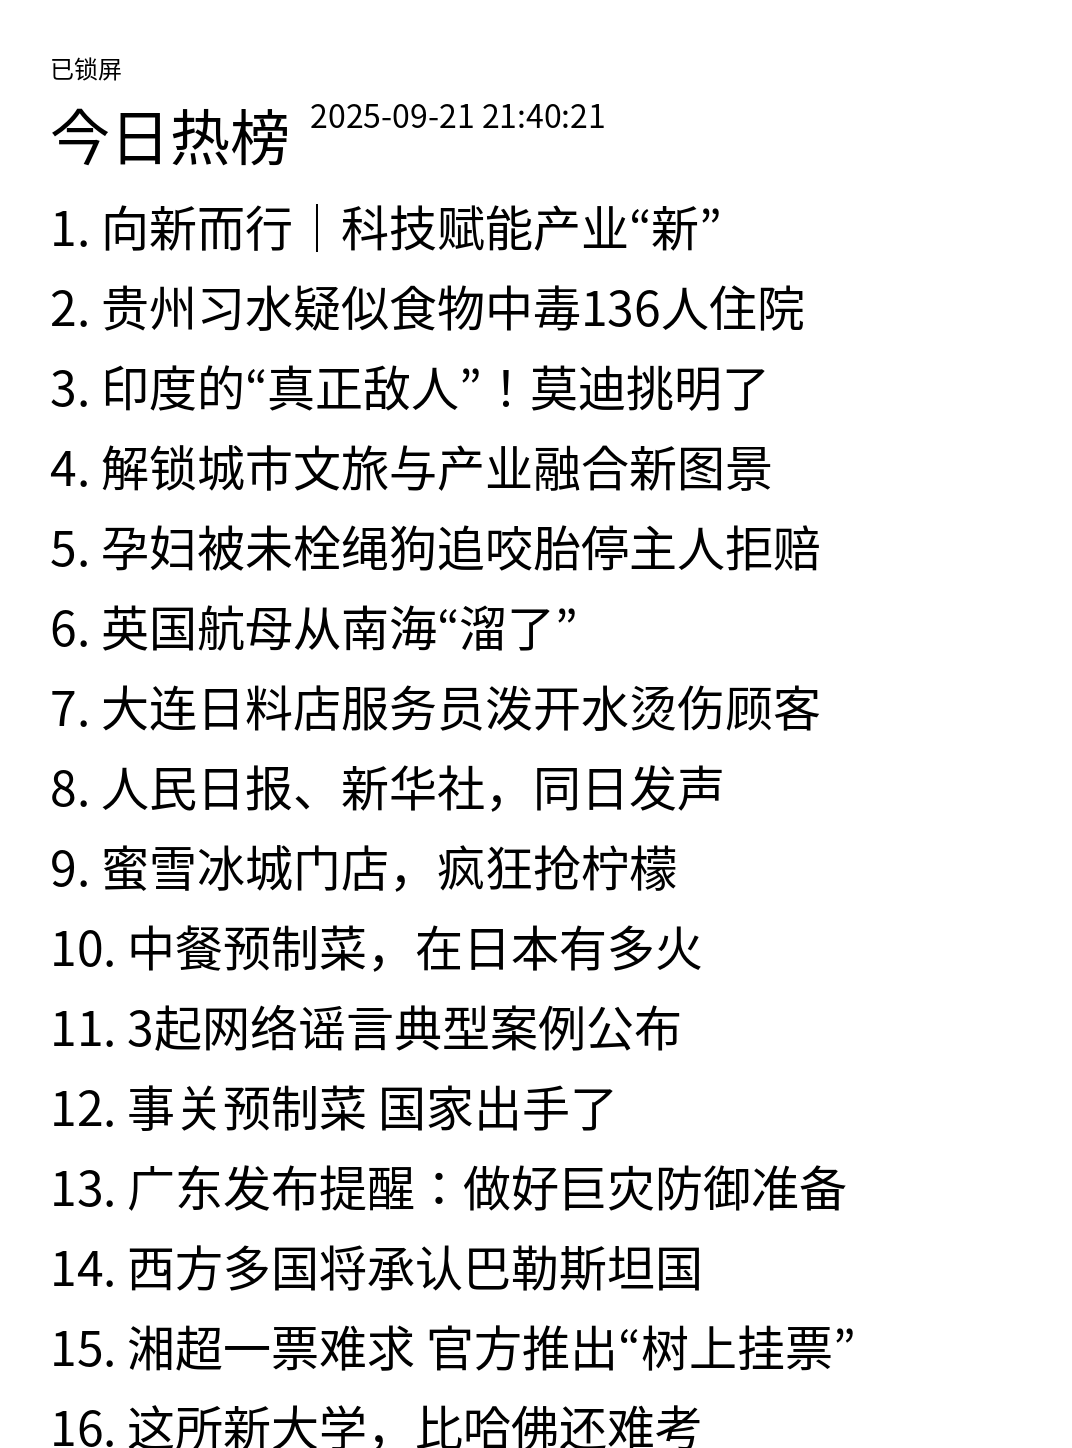 已锁屏
今日热榜 2025-09-21 21:40:21
1. 向新而行｜科技赋能产业“新”
2. 贵州习水疑似食物中毒136人住院
3. 印度的“真正敌人”！莫迪挑明了
4. 解锁城市文旅与产业融合新图景
5. 孕妇被未栓绳狗追咬胎停主人拒赔
6. 英国航母从南海“溜了”
7. 大连日料店服务员泼开水烫伤顾客
8. 人民日报、新华社，同日发声
9. 蜜雪冰城门店，疯狂抢柠檬
10. 中餐预制菜，在日本有多火
11. 3起网络谣言典型案例公布
12. 事关预制菜 国家出手了
13. 广东发布提醒：做好巨灾防御准备
14. 西方多国将承认巴勒斯坦国
15. 湘超一票难求 官方推出“树上挂票”
16. 这所新大学，比哈佛还难考